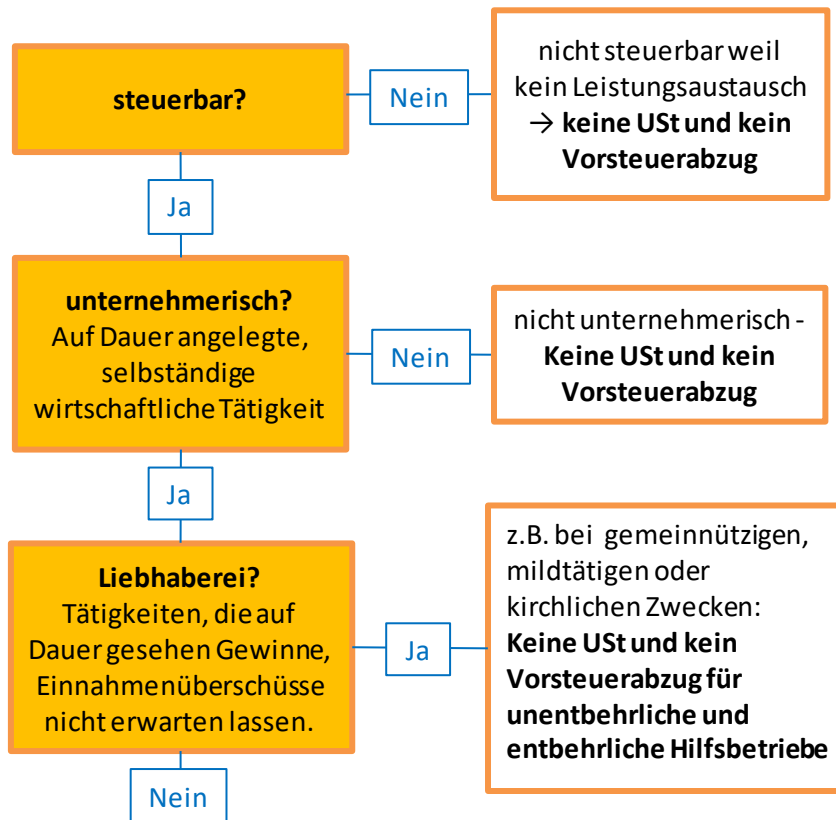 steuerbar?
Nein
nicht steuerbar weil
kein Leistungsaustausch
→ keine USt und kein
Vorsteuerabzug
Ja
unternehmerisch?
Auf Dauer angelegte,
selbständige
wirtschaftliche Tätigkeit
Nein
nicht unternehmerisch -
Keine USt und kein
Vorsteuerabzug
Ja
Liebhaberei?
Tätigkeiten, die auf
Dauer gesehen Gewinne,
Einnahmenüberschüsse
nicht erwarten lassen.
Ja
z.B. bei gemeinnützigen,
mildtätigen oder
kirchlichen Zwecken:
Keine USt und kein
Vorsteuerabzug für
unentbehrliche und
entbehrliche Hilfsbetriebe
Nein